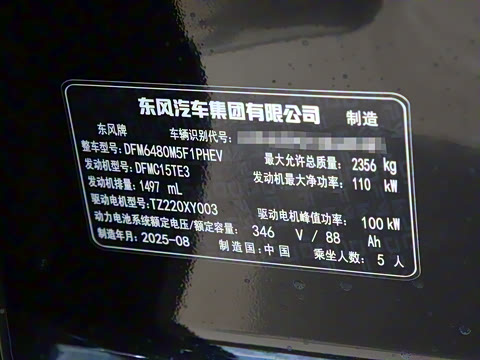 东风汽车集团有限公司 制造
东风牌 车辆识别代号:
整车型号: DFM6480M5F1PHEV 最大允许总质量: 2356 kg
发动机型号: DFMC15TE3 发动机最大净功率: 110 kW
发动机排量: 1497 mL
驱动电机型号: TZ220XY003 驱动电机峰值功率: 100 kW
动力电池系统额定电压/额定容量: 346 V / 88 Ah
制造年月: 2025-08 制造国: 中国 乘坐人数: 5 人